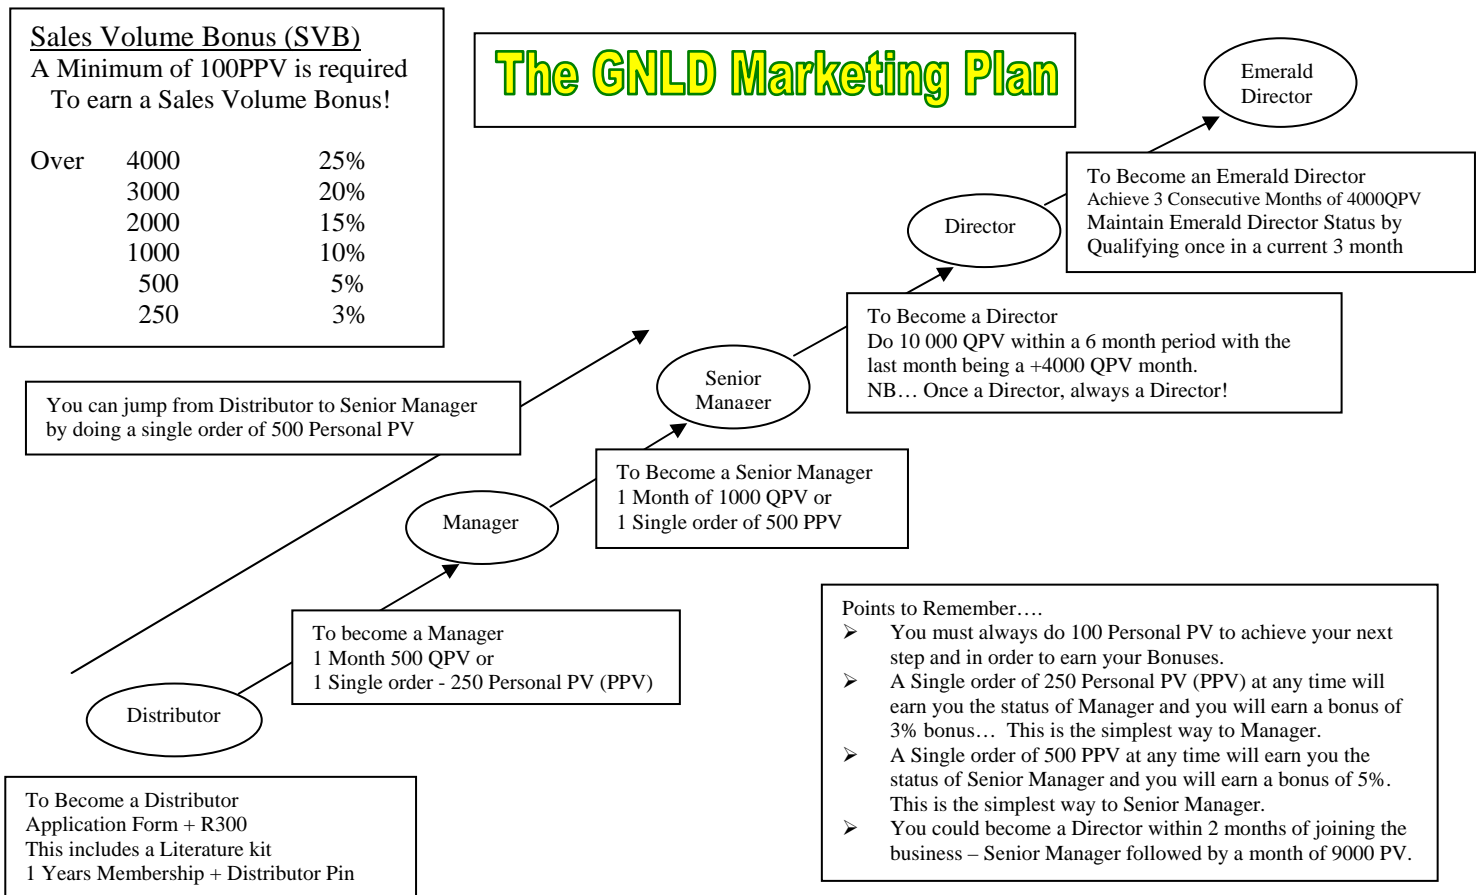 Sales Volume Bonus (SVB)
A Minimum of 100PPV is required
To earn a Sales Volume Bonus!
Over 4000 25%
3000 20%
2000 15%
1000 10%
500 5%
250 3%
The GNLD Marketing Plan
Emerald
Director
To Become an Emerald Director
Achieve 3 Consecutive Months of 4000QPV
Maintain Emerald Director Status by
Qualifying once in a current 3 month
Director
To Become a Director
Do 10 000 QPV within a 6 month period with the
last month being a +4000 QPV month.
NB… Once a Director, always a Director!
Senior
Manager
You can jump from Distributor to Senior Manager
by doing a single order of 500 Personal PV
To Become a Senior Manager
1 Month of 1000 QPV or
1 Single order of 500 PPV
Manager
To become a Manager
1 Month 500 QPV or
1 Single order - 250 Personal PV (PPV)
Distributor
To Become a Distributor
Application Form + R300
This includes a Literature kit
1 Years Membership + Distributor Pin
Points to Remember….
➢ You must always do 100 Personal PV to achieve your next
step and in order to earn your Bonuses.
➢ A Single order of 250 Personal PV (PPV) at any time will
earn you the status of Manager and you will earn a bonus of
3% bonus… This is the simplest way to Manager.
➢ A Single order of 500 PPV at any time will earn you the
status of Senior Manager and you will earn a bonus of 5%.
This is the simplest way to Senior Manager.
➢ You could become a Director within 2 months of joining the
business – Senior Manager followed by a month of 9000 PV.